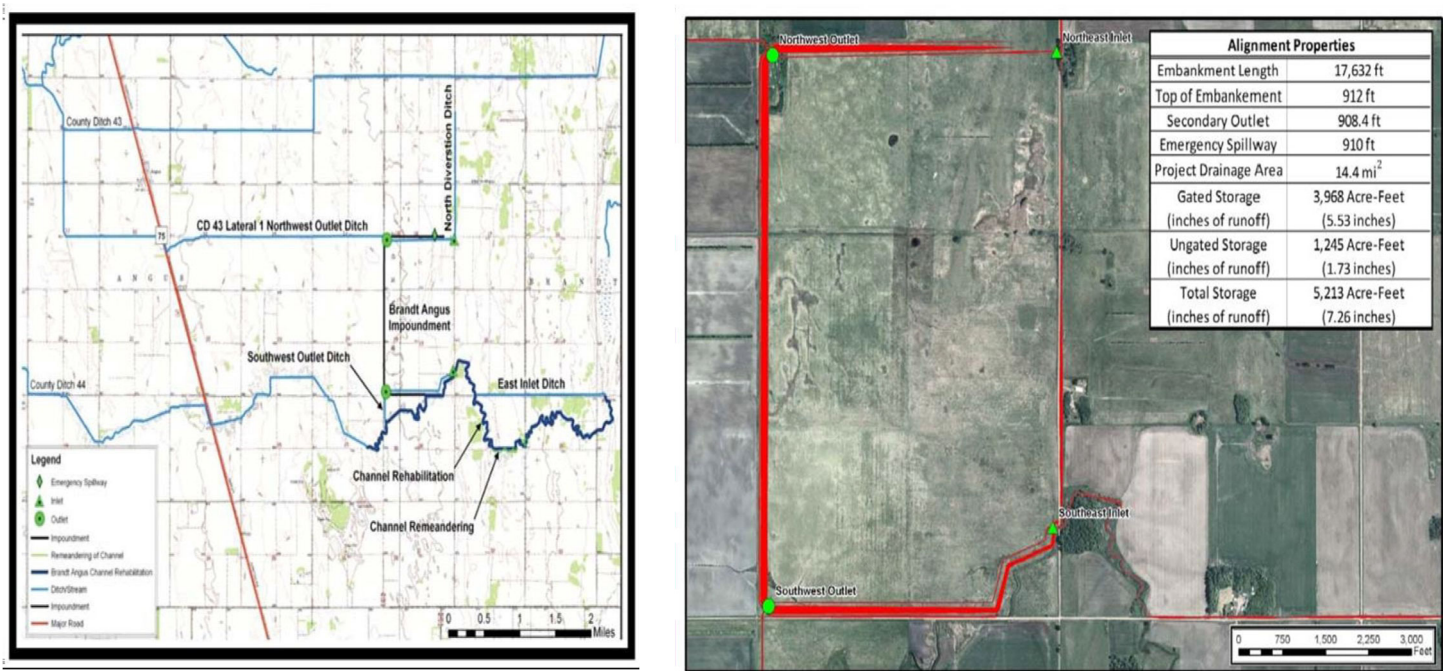 County Ditch 43
North Diverstion Ditch
CD 43 Lateral 1 Northwest Outlet Ditch
75
A N G U S
B R A N D T
Brandt Angus
Impoundment
Southwest Outlet Ditch
County Ditch 44
East Inlet Ditch
Channel Rehabilitation
Channel Remeandering
Legend
Emergency Spillway
Inlet
Outlet
Impoundment
Remeandering of Channel
Brandt Angus Channel Rehabilitation
Ditch/Stream
Impoundment
Major Road
0 0.5 1 1.5 2
Miles
Northwest Outlet
Northeast Inlet
Alignment Properties
Embankment Length 17,632 ft
Top of Embankement 912 ft
Secondary Outlet 908.4 ft
Emergency Spillway 910 ft
Project Drainage Area 14.4 mi²
Gated Storage 3,968 Acre-Feet
(inches of runoff) (5.53 inches)
Ungated Storage 1,245 Acre-Feet
(inches of runoff) (1.73 inches)
Total Storage 5,213 Acre-Feet
(inches of runoff) (7.26 inches)
Southeast Inlet
Southwest Outlet
0 750 1,500 2,250 3,000
Feet